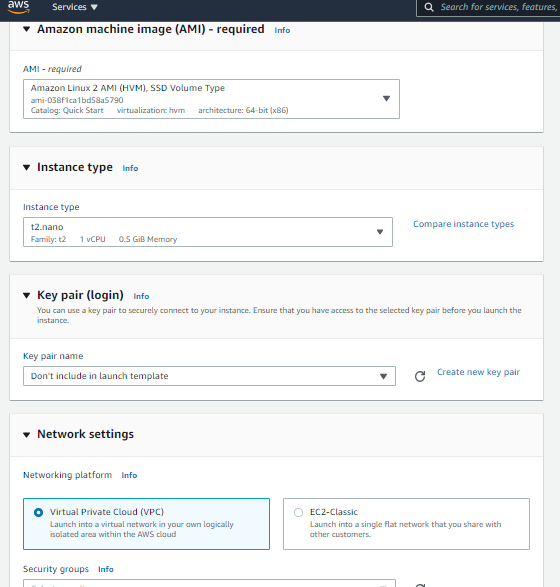 aws
Services
Search for services, features,
Amazon machine image (AMI) - required Info
AMI - required
Amazon Linux 2 AMI (HVM), SSD Volume Type
ami-038f1ca1bd58a5790
Catalog: Quick Start virtualization: hvm architecture: 64-bit (x86)
Instance type Info
Instance type
t2.nano
Family: t2 1 vCPU 0.5 GiB Memory
Compare instance types
Key pair (login) Info
You can use a key pair to securely connect to your instance. Ensure that you have access to the selected key pair before you launch the
instance.
Key pair name
Don't include in launch template
Create new key pair
Network settings
Networking platform Info
Virtual Private Cloud (VPC)
Launch into a virtual network in your own logically
isolated area within the AWS cloud
EC2-Classic
Launch into a single flat network that you share with
other customers.
Security groups Info